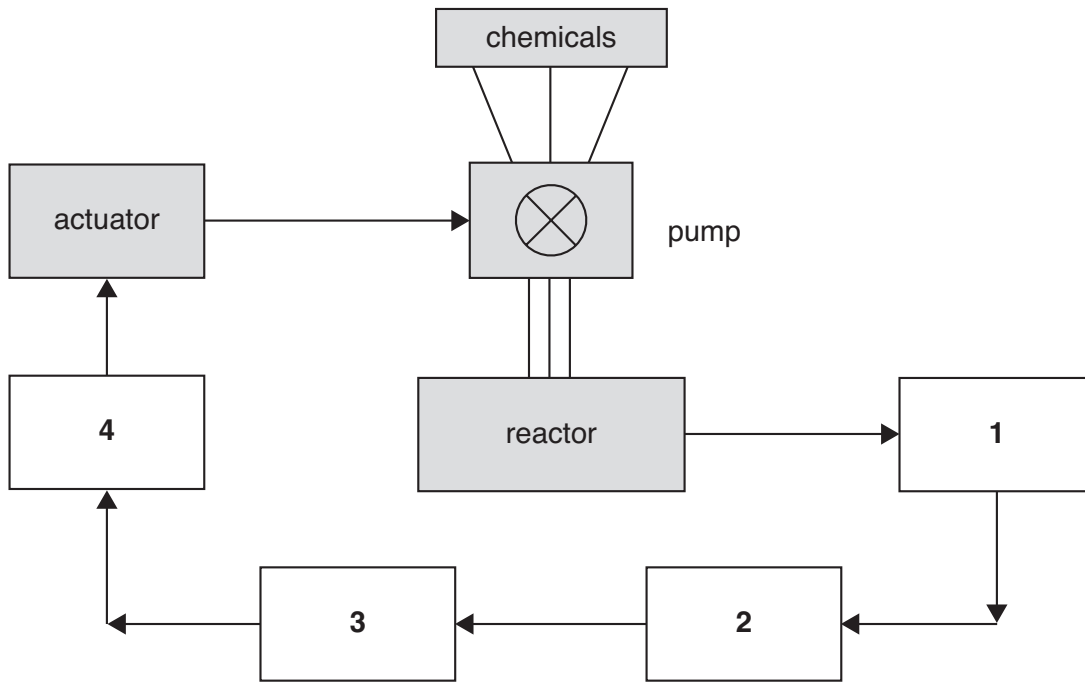 chemicals
actuator
pump
4
reactor
1
3
2